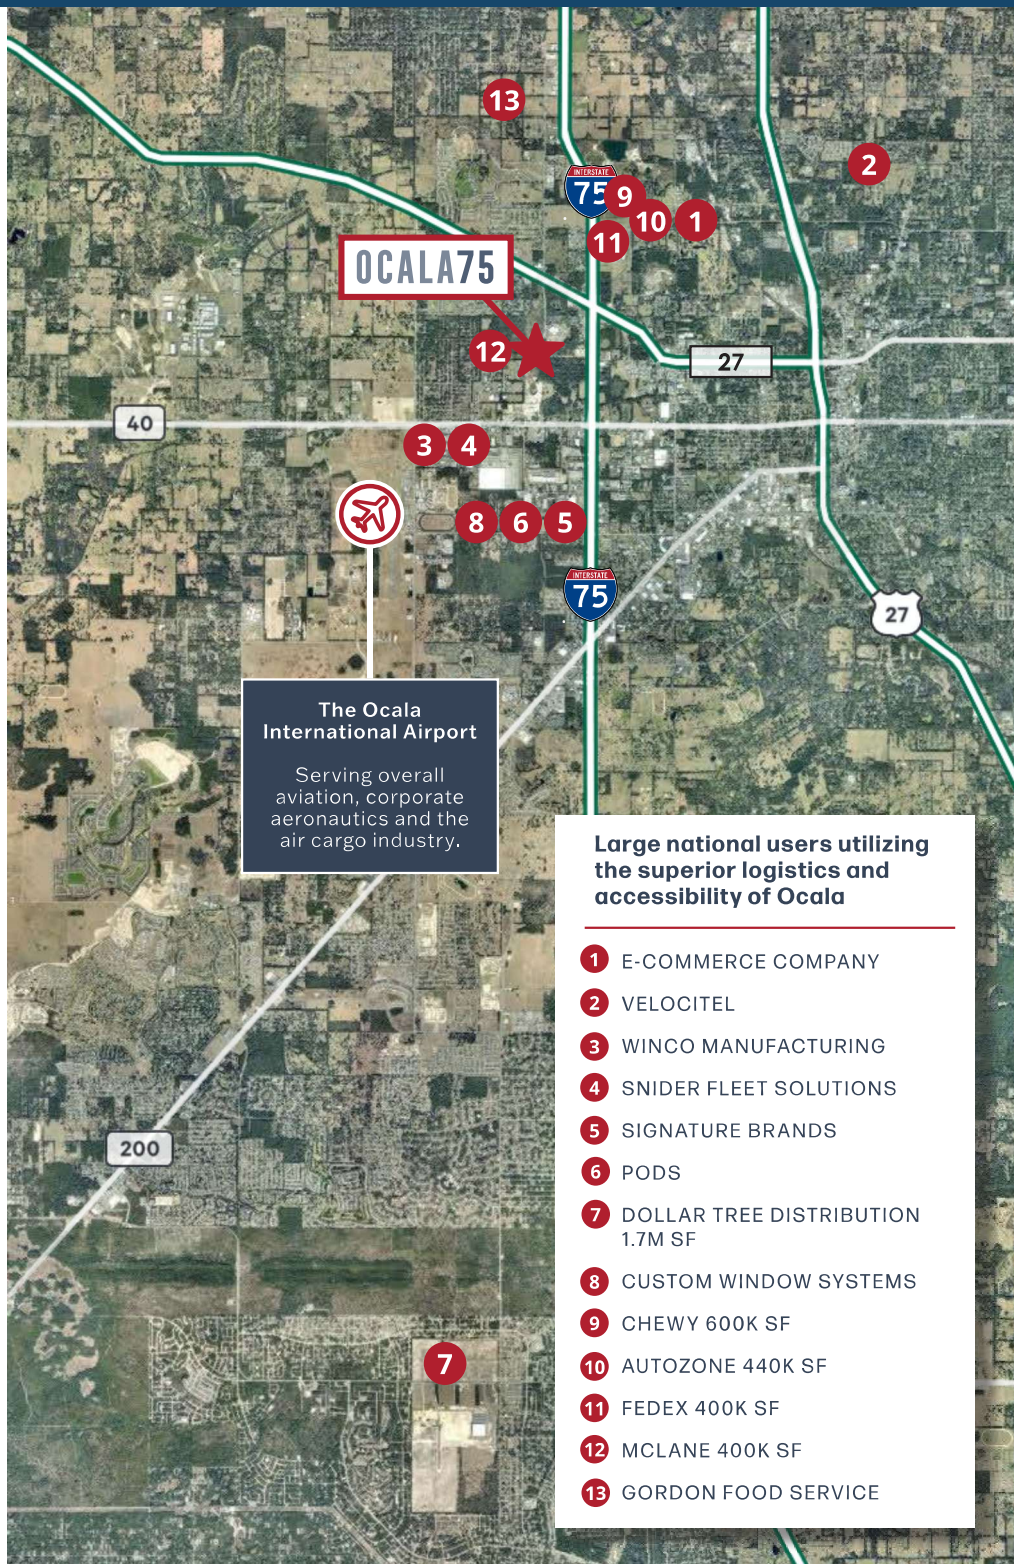 13
2
INTERSTATE
75
9
10
1
11
OCALA75
12
27
40
3
4
8
6
5
INTERSTATE
75
27
The Ocala
International Airport
Serving overall
aviation, corporate
aeronautics and the
air cargo industry.
Large national users utilizing
the superior logistics and
accessibility of Ocala
1 E-COMMERCE COMPANY
2 VELOCITEL
3 WINCO MANUFACTURING
4 SNIDER FLEET SOLUTIONS
5 SIGNATURE BRANDS
6 PODS
7 DOLLAR TREE DISTRIBUTION
1.7M SF
8 CUSTOM WINDOW SYSTEMS
9 CHEWY 600K SF
10 AUTOZONE 440K SF
11 FEDEX 400K SF
12 MCLANE 400K SF
13 GORDON FOOD SERVICE
200
7